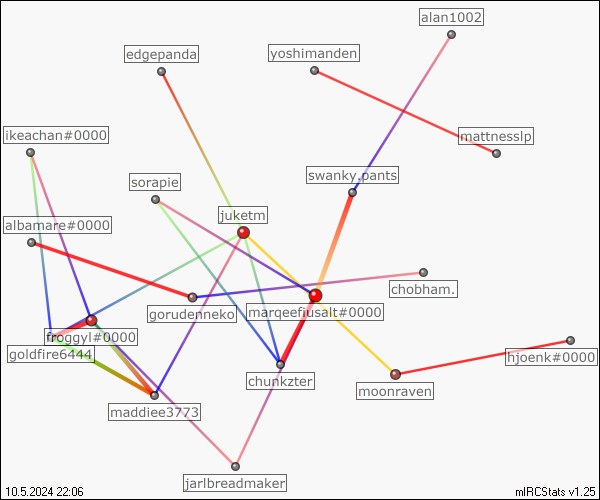 alan1002
edgepanda
yoshimanden
ikeachan#0000
mattnesslp
sorapie
swanky.pants
albamare#0000
juketm
chobham.
gorudenneko
marqeefiusalt#0000
froggyl#0000
goldfire6444
hjoenk#0000
chunkzter
moonraven
maddiee3773
jarlbreadmaker
10.5.2024 22:06
mIRCStats v1.25